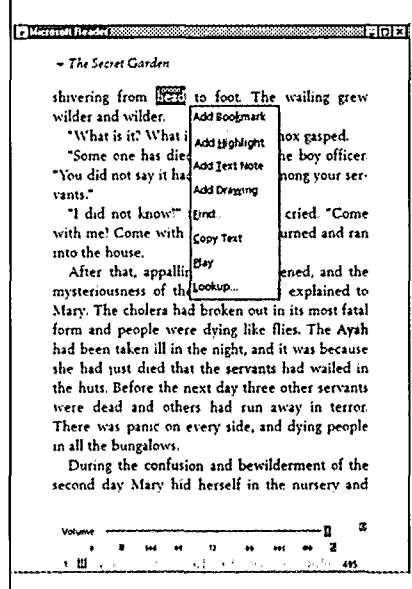 Microsoft Reader
The Secret Garden
shivering from head to foot. The wailing grew
wilder and wilder.
"What is it? What i nox gasped.
"Some one has died he boy officer.
"You did not say it had nong your ser-
vants."
"I did not know!" cried. "Come
with me! Come with urned and ran
into the house.
After that, appallin ened, and the
mysteriousness of the explained to
Mary. The cholera had broken out in its most fatal
form and people were dying like flies. The Ayah
had been taken ill in the night, and it was because
she had just died that the servants had wailed in
the huts. Before the next day three other servants
were dead and others had run away in terror.
There was panic on every side, and dying people
in all the bungalows.
During the confusion and bewilderment of the
second day Mary hid herself in the nursery and
Add Bookmark
Add Highlight
Add Text Note
Add Drawing
Find...
Copy Text
Play
Lookup...
Volume
1 495